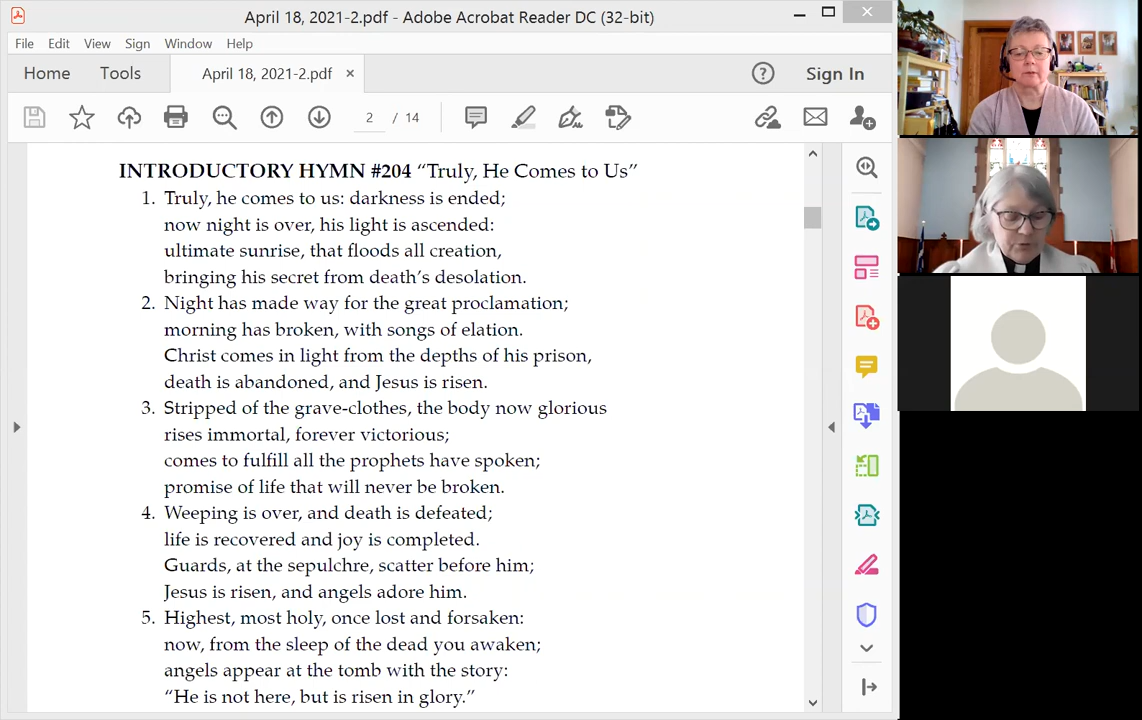 April 18, 2021-2.pdf - Adobe Acrobat Reader DC (32-bit)
File Edit View Sign Window Help
Home Tools April 18, 2021-2.pdf × Sign In
2 / 14
INTRODUCTORY HYMN #204 “Truly, He Comes to Us”
1. Truly, he comes to us: darkness is ended;
now night is over, his light is ascended:
ultimate sunrise, that floods all creation,
bringing his secret from death’s desolation.
2. Night has made way for the great proclamation;
morning has broken, with songs of elation.
Christ comes in light from the depths of his prison,
death is abandoned, and Jesus is risen.
3. Stripped of the grave-clothes, the body now glorious
rises immortal, forever victorious;
comes to fulfill all the prophets have spoken;
promise of life that will never be broken.
4. Weeping is over, and death is defeated;
life is recovered and joy is completed.
Guards, at the sepulchre, scatter before him;
Jesus is risen, and angels adore him.
5. Highest, most holy, once lost and forsaken:
now, from the sleep of the dead you awaken;
angels appear at the tomb with the story:
“He is not here, but is risen in glory.”